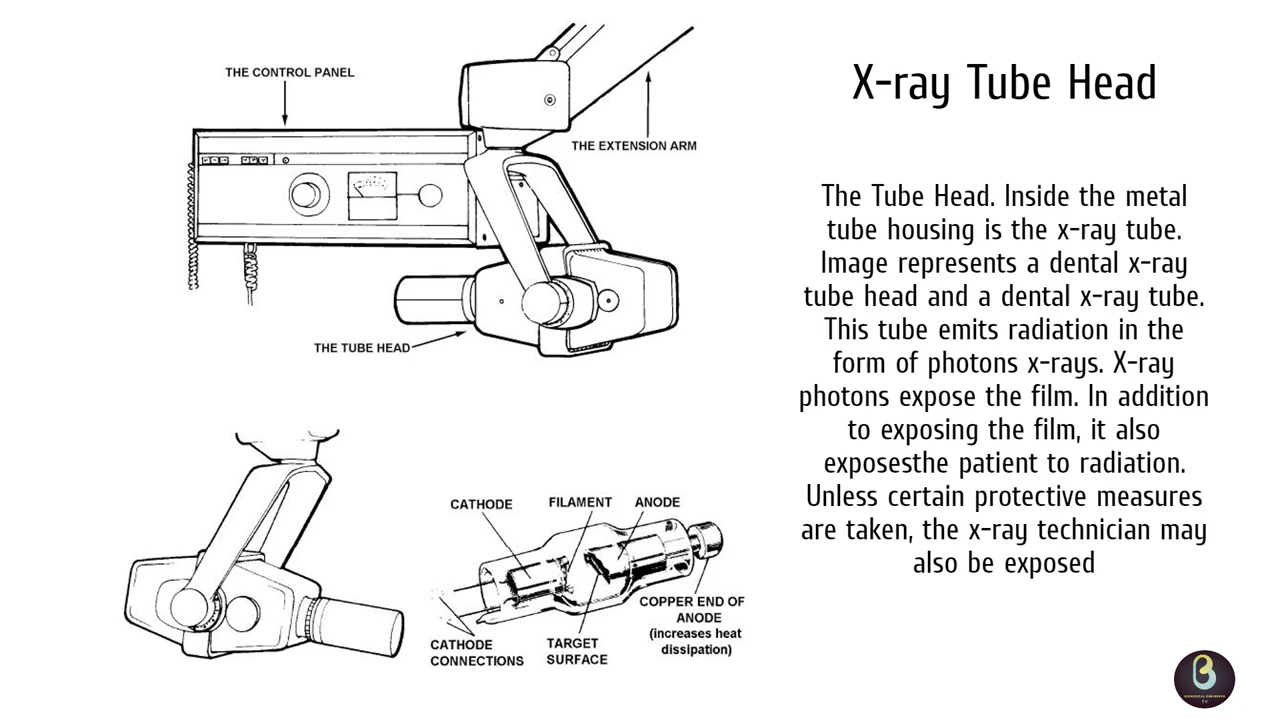 X-ray Tube Head
THE CONTROL PANEL
THE EXTENSION ARM
THE TUBE HEAD
The Tube Head. Inside the metal
tube housing is the x-ray tube.
Image represents a dental x-ray
tube head and a dental x-ray tube.
This tube emits radiation in the
form of photons x-rays. X-ray
photons expose the film. In addition
to exposing the film, it also
exposesthe patient to radiation.
Unless certain protective measures
are taken, the x-ray technician may
also be exposed
CATHODE
FILAMENT
ANODE
COPPER END OF
ANODE
(increases heat
dissipation)
CATHODE
CONNECTIONS
TARGET
SURFACE
BIOMEDICAL ENGINEERS
TV